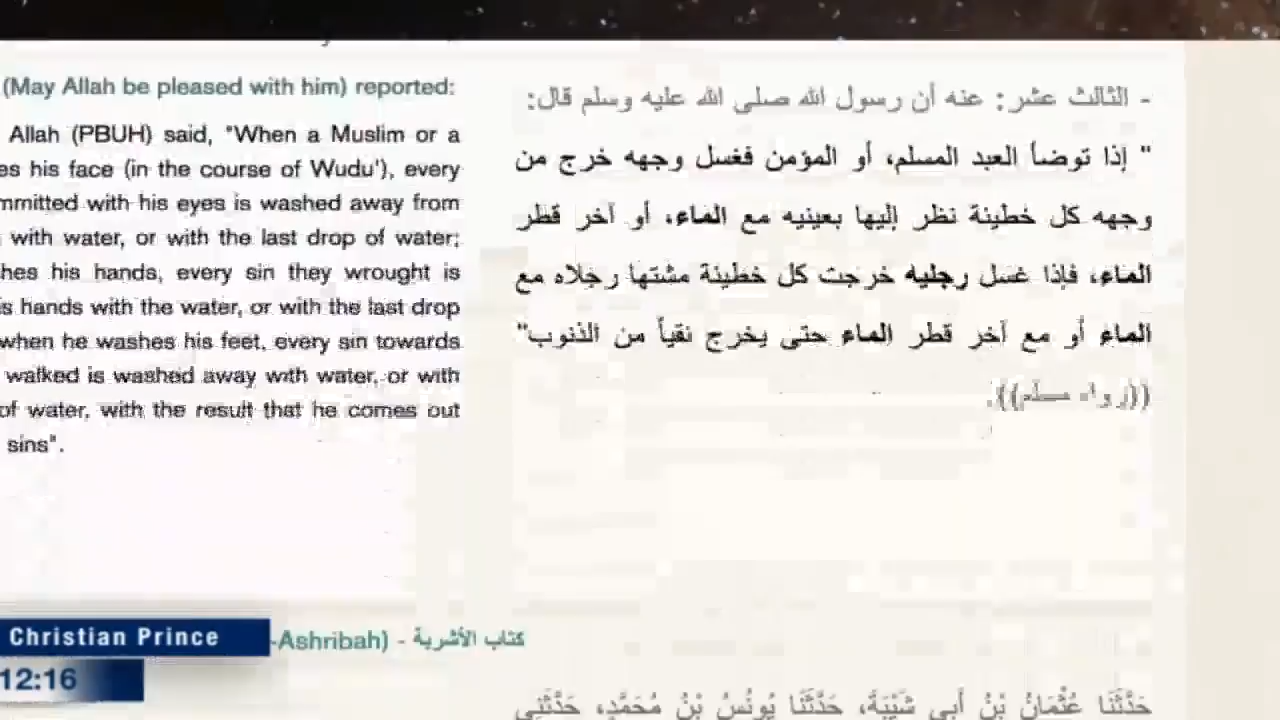 (May Allah be pleased with him) reported:
Allah (PBUH) said, "When a Muslim or a
es his face (in the course of Wudu'), every
mmitted with his eyes is washed away from
with water, or with the last drop of water;
hes his hands, every sin they wrought is
s hands with the water, or with the last drop
when he washes his feet, every sin towards
walked is washed away with water, or with
of water, with the result that he comes out
sins".
- الثالث عشر: عنه أن رسول الله صلى الله عليه وسلم قال:
" إذا توضأ العبد المسلم، أو المؤمن فغسل وجهه خرج من
وجهه كل خطيئة نظر إليها بعينيه مع الماء، أو آخر قطر
الماء، فإذا غسل رجليه خرجت كل خطيئة مشتها رجلاه مع
الماء أو مع آخر قطر الماء حتى يخرج نقياً من الذنوب"
((رواه مسلم)).
Christian Prince
-Ashribah) - كتاب الأشربة
12:16
حَدَّثَنَا عُثْمَانُ بْنُ أَبِي شَيْبَةَ، حَدَّثَنَا يُونُسُ بْنُ مُحَمَّدٍ، حَدَّثَنِي